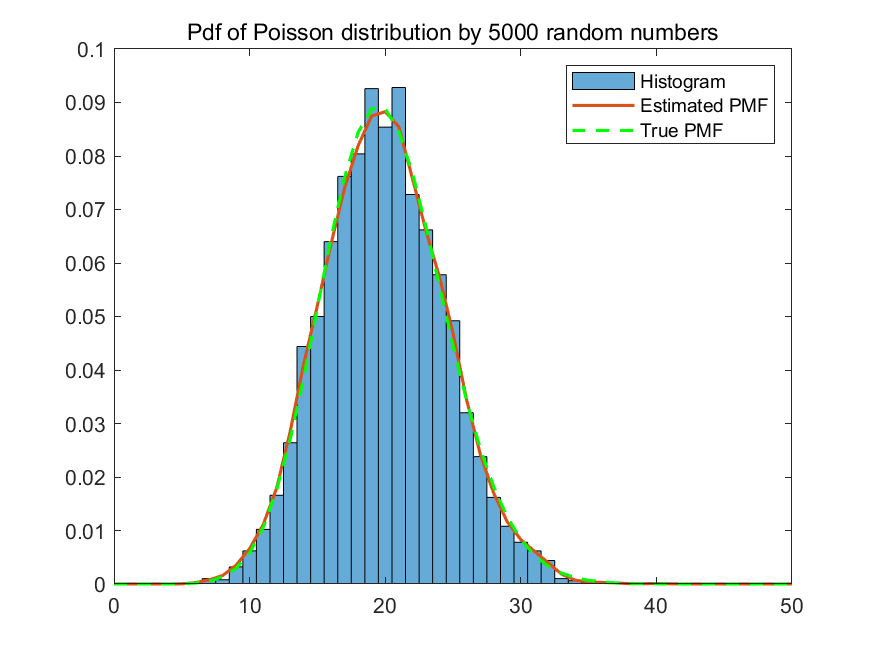 Pdf of Poisson distribution by 5000 random numbers
0.1
0.09
0.08
0.07
0.06
0.05
0.04
0.03
0.02
0.01
0
Histogram
Estimated PMF
True PMF
0 10 20 30 40 50